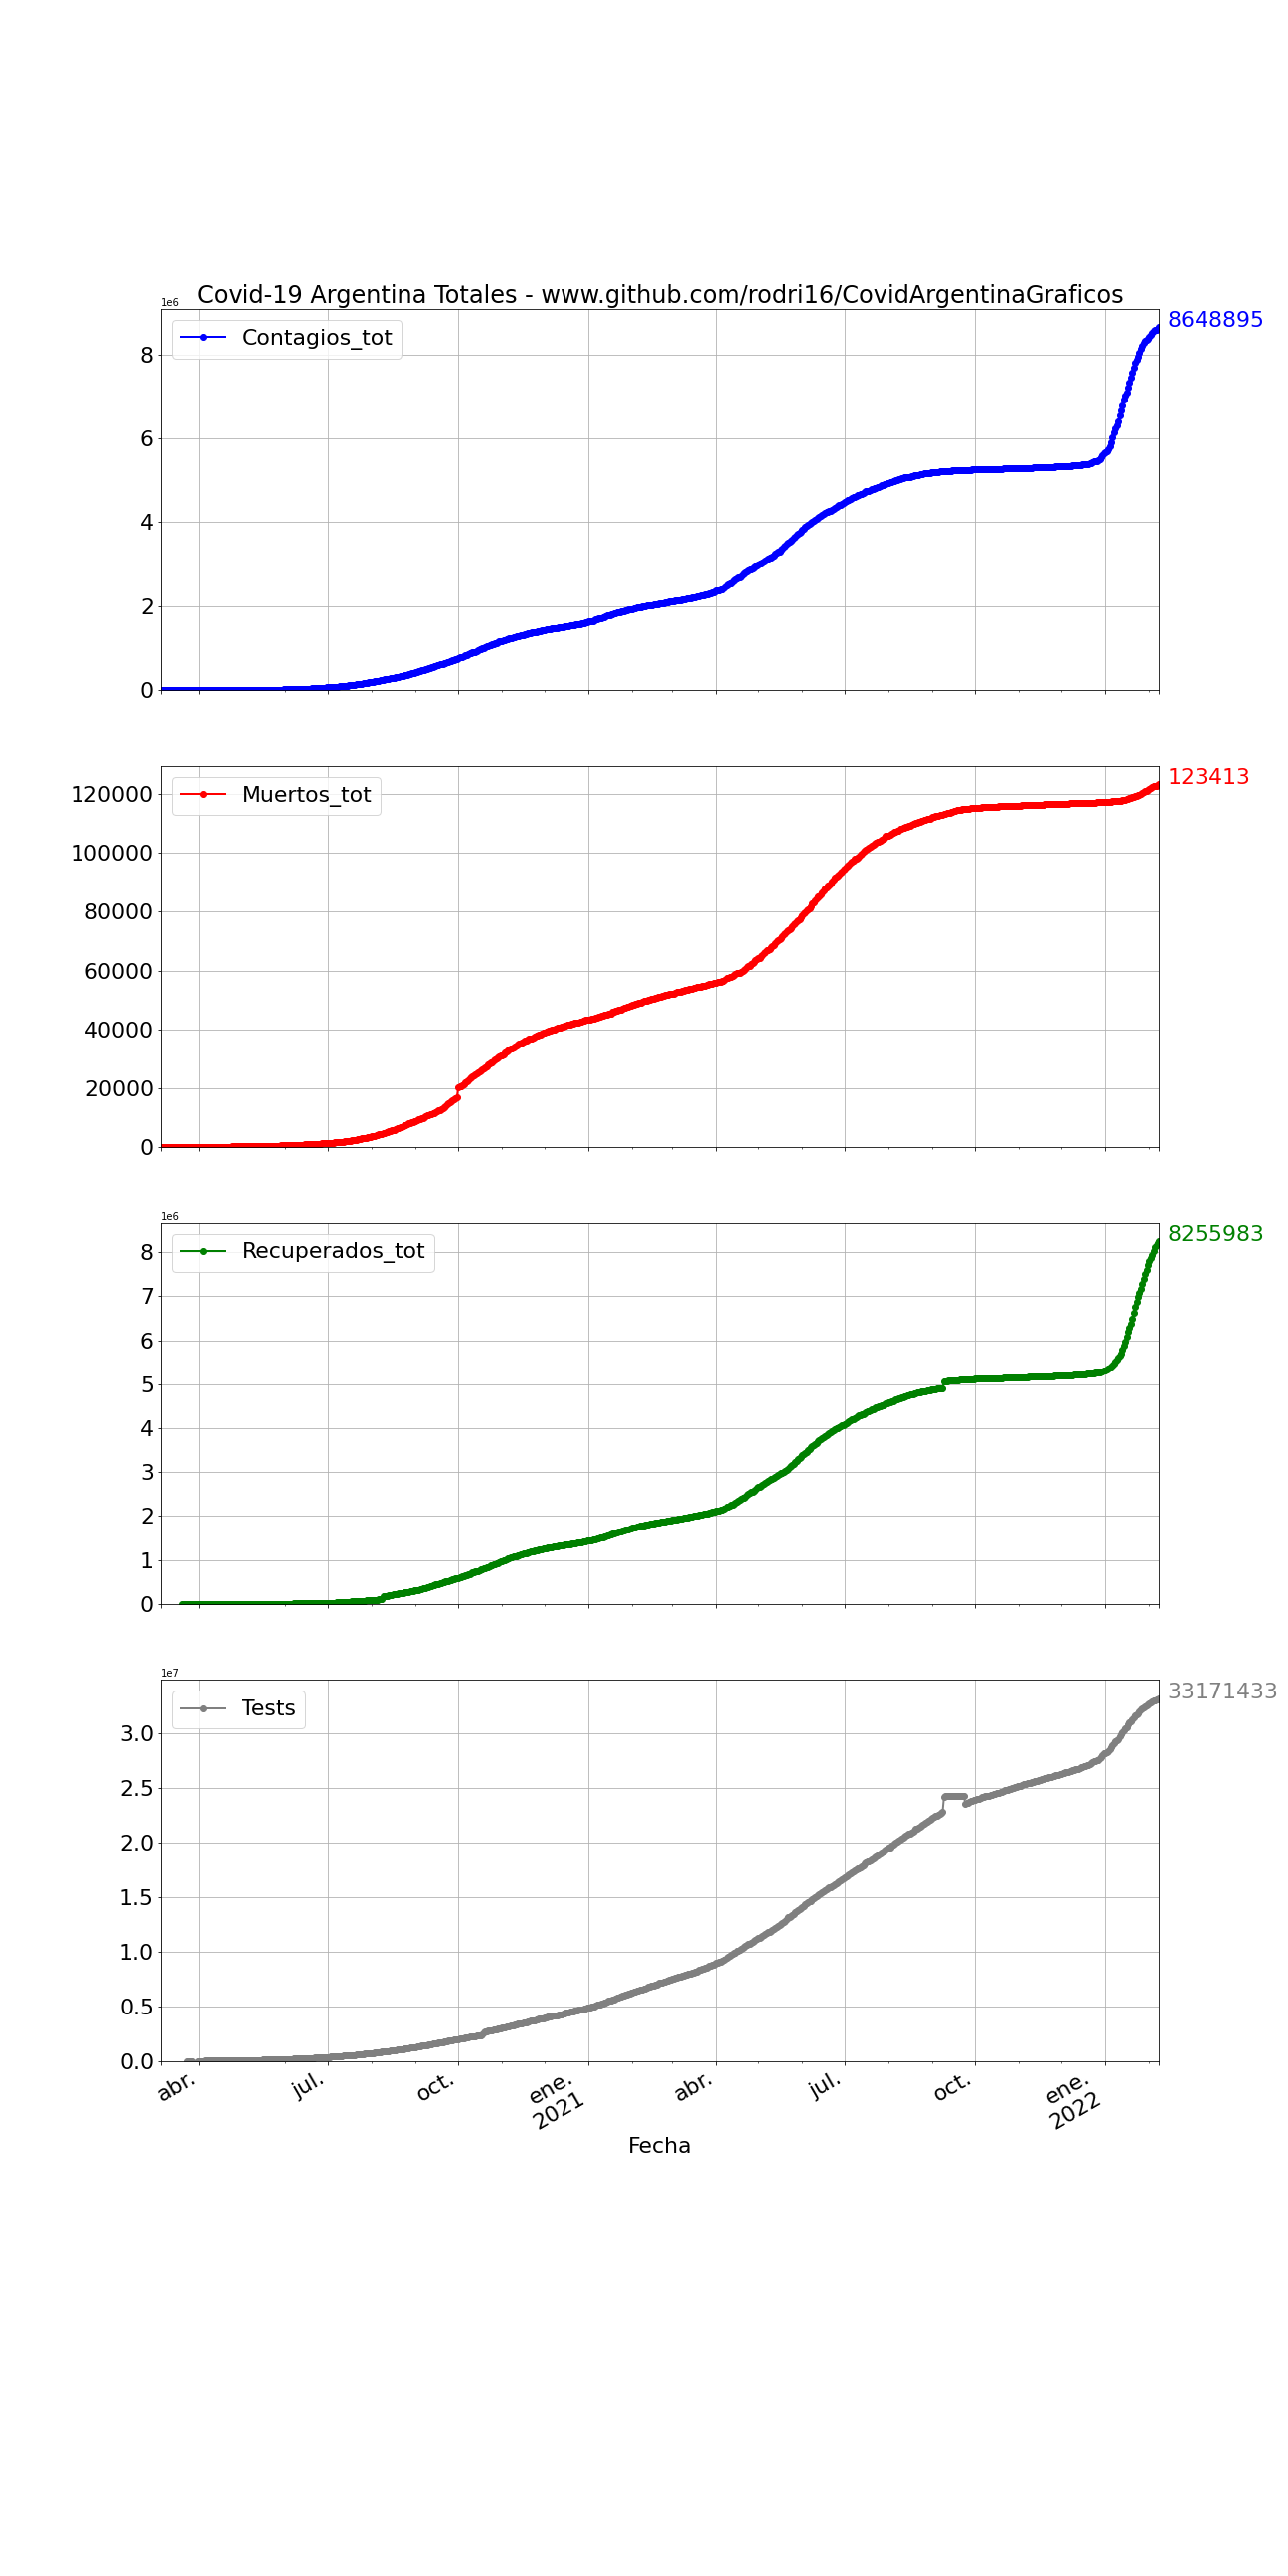 Covid-19 Argentina Totales - www.github.com/rodri16/CovidArgentinaGraficos
1e6
8648895
Contagios_tot
8
6
4
2
0
123413
Muertos_tot
120000
100000
80000
60000
40000
20000
0
1e6
8255983
Recuperados_tot
8
7
6
5
4
3
2
1
0
1e7
33171433
Tests
3.0
2.5
2.0
1.5
1.0
0.5
0.0
abr.
jul.
oct.
ene.
2021
abr.
jul.
oct.
ene.
2022
Fecha